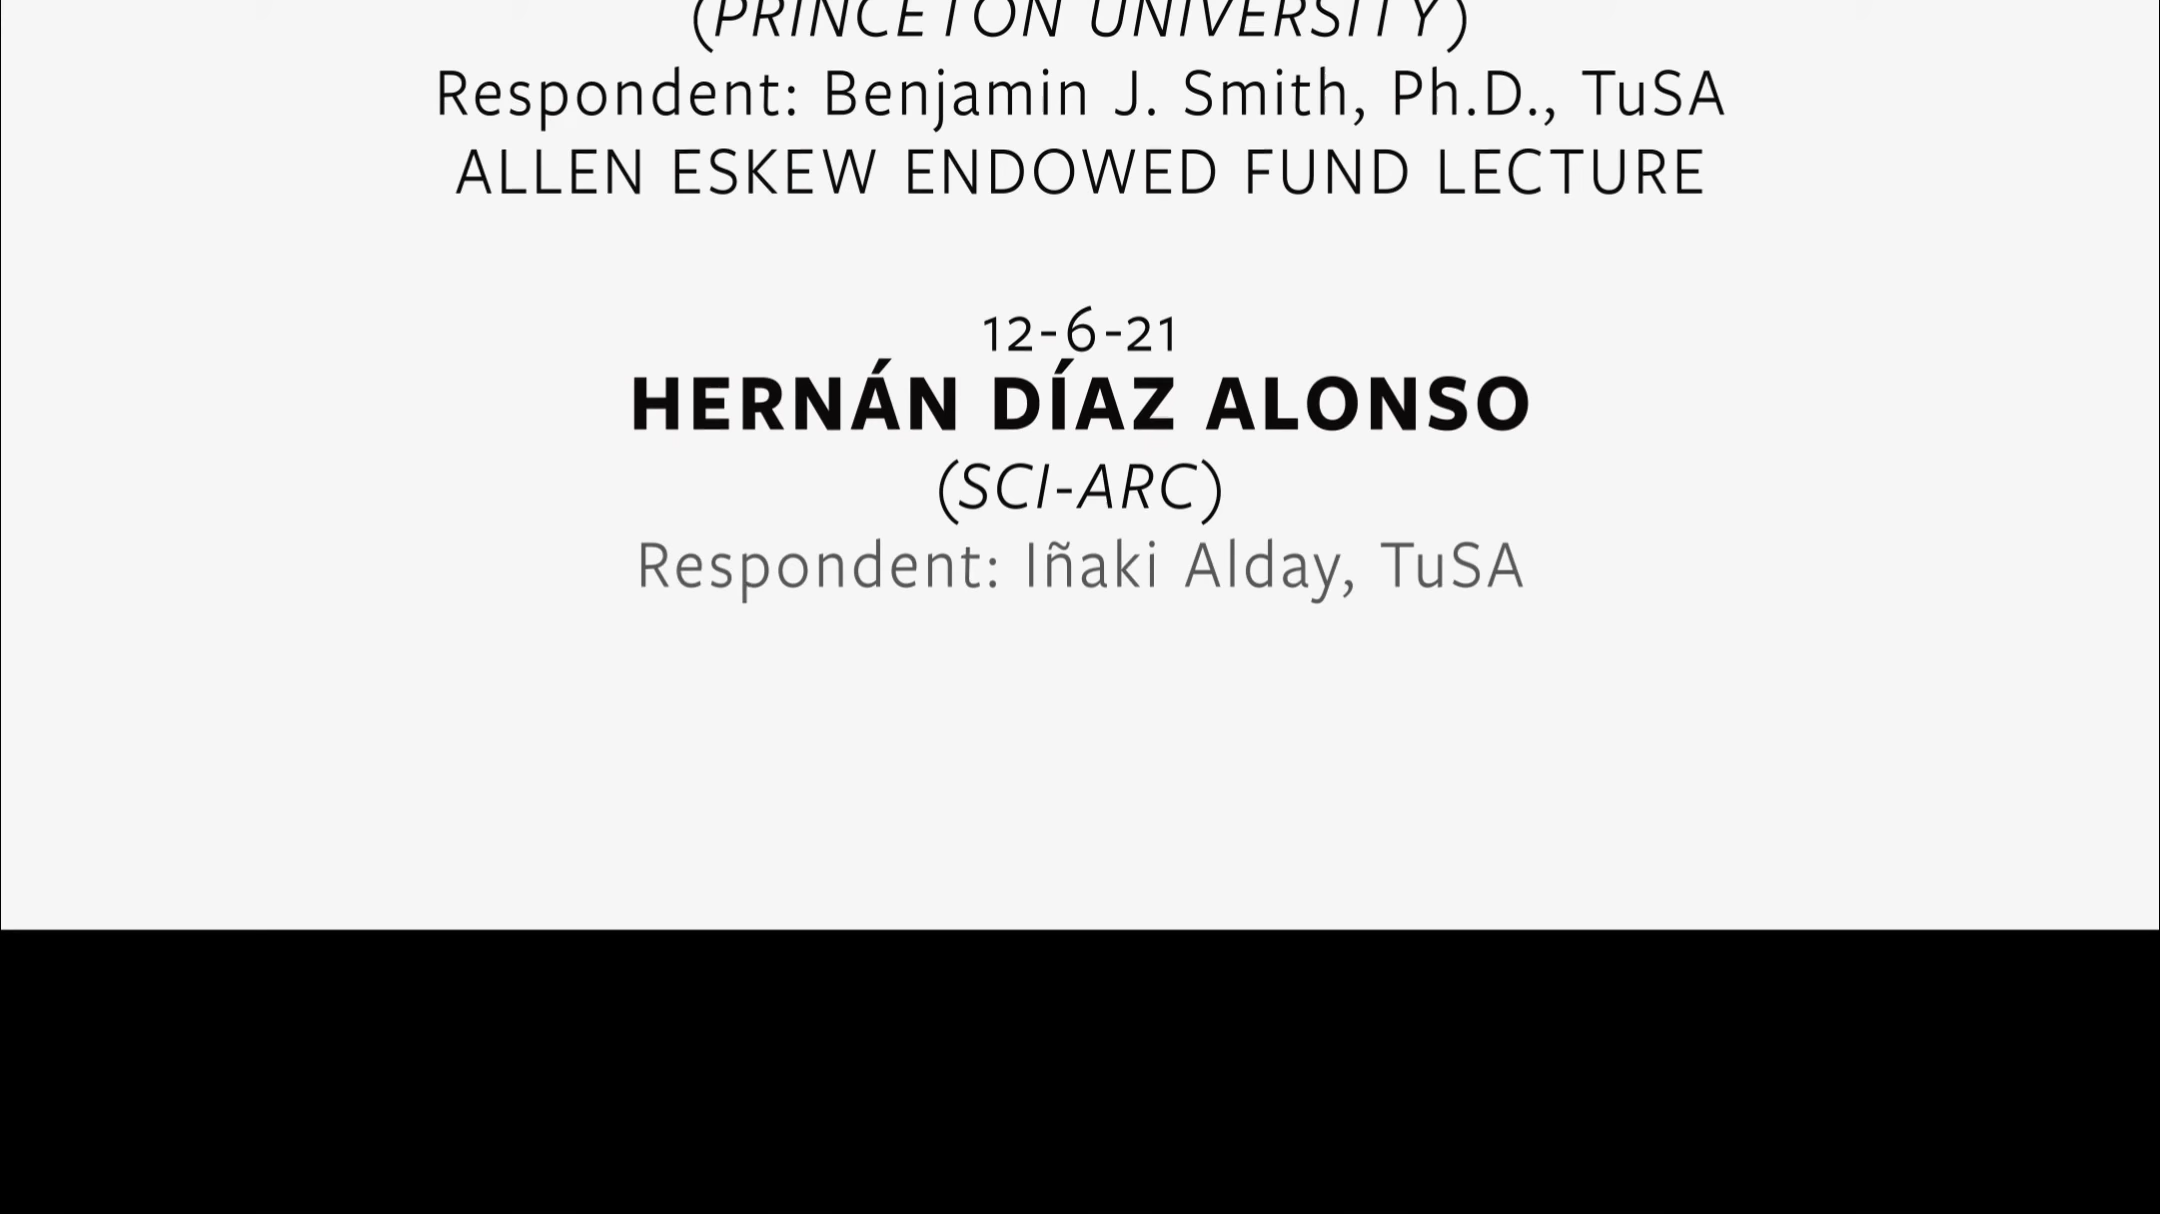 (PRINCETON UNIVERSITY)
Respondent: Benjamin J. Smith, Ph.D., TuSA
ALLEN ESKEW ENDOWED FUND LECTURE
12-6-21
HERNÁN DÍAZ ALONSO
(SCI-ARC)
Respondent: Iñaki Alday, TuSA